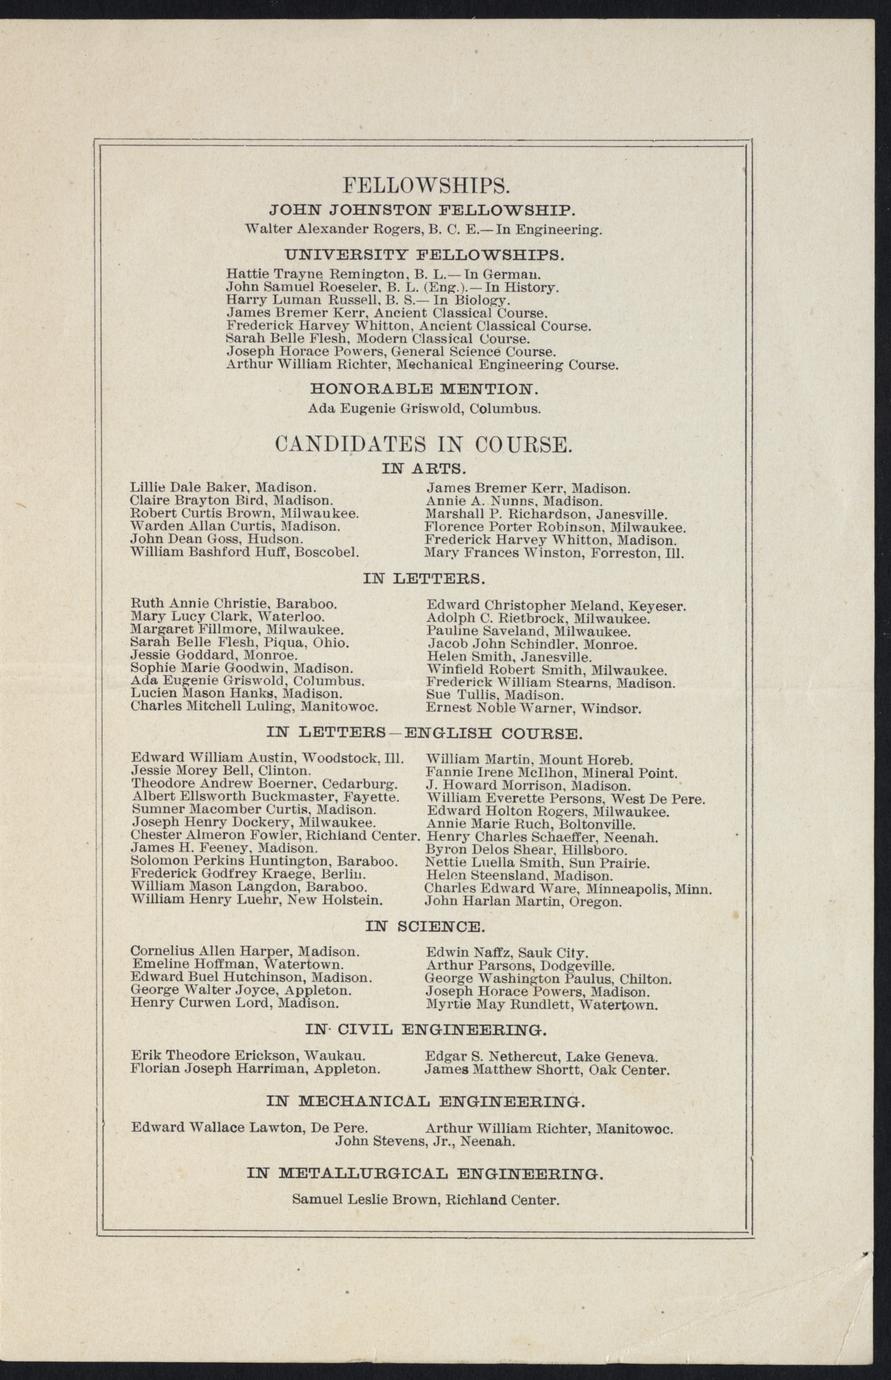 FELLOWSHIPS.
JOHN JOHNSTON FELLOWSHIP.
Walter Alexander Rogers, B. C. E.—In Engineering.
UNIVERSITY FELLOWSHIPS.
Hattie Trayne Remington, B. L.—In German.
John Samuel Roeseler, B. L. (Eng.).—In History.
Harry Luman Russell, B. S.—In Biology.
James Bremer Kerr, Ancient Classical Course.
Frederick Harvey Whitton, Ancient Classical Course.
Sarah Belle Flesh, Modern Classical Course.
Joseph Horace Powers, General Science Course.
Arthur William Richter, Mechanical Engineering Course.
HONORABLE MENTION.
Ada Eugenie Griswold, Columbus.
CANDIDATES IN COURSE.
IN ARTS.
Lillie Dale Baker, Madison.
Claire Brayton Bird, Madison.
Robert Curtis Brown, Milwaukee.
Warden Allan Curtis, Madison.
John Dean Goss, Hudson.
William Bashford Huff, Boscobel.
James Bremer Kerr, Madison.
Annie A. Nunns, Madison.
Marshall P. Richardson, Janesville.
Florence Porter Robinson, Milwaukee.
Frederick Harvey Whitton, Madison.
Mary Frances Winston, Forreston, Ill.
IN LETTERS.
Ruth Annie Christie, Baraboo.
Mary Lucy Clark, Waterloo.
Margaret Fillmore, Milwaukee.
Sarah Belle Flesh, Piqua, Ohio.
Jessie Goddard, Monroe.
Sophie Marie Goodwin, Madison.
Ada Eugenie Griswold, Columbus.
Lucien Mason Hanks, Madison.
Charles Mitchell Luling, Manitowoc.
Edward Christopher Meland, Keyeser.
Adolph C. Rietbrock, Milwaukee.
Pauline Saveland, Milwaukee.
Jacob John Schindler, Monroe.
Helen Smith, Janesville.
Winfield Robert Smith, Milwaukee.
Frederick William Stearns, Madison.
Sue Tullis, Madison.
Ernest Noble Warner, Windsor.
IN LETTERS—ENGLISH COURSE.
Edward William Austin, Woodstock, Ill.
Jessie Morey Bell, Clinton.
Theodore Andrew Boerner, Cedarburg.
Albert Ellsworth Buckmaster, Fayette.
Sumner Macomber Curtis, Madison.
Joseph Henry Dockery, Milwaukee.
Chester Almeron Fowler, Richland Center.
James H. Feeney, Madison.
Solomon Perkins Huntington, Baraboo.
Frederick Godfrey Kraege, Berlin.
William Mason Langdon, Baraboo.
William Henry Luehr, New Holstein.
William Martin, Mount Horeb.
Fannie Irene McIlhon, Mineral Point.
J. Howard Morrison, Madison.
William Everette Persons, West De Pere.
Edward Holton Rogers, Milwaukee.
Annie Marie Ruch, Boltonville.
Henry Charles Schaeffer, Neenah.
Byron Delos Shear, Hillsboro.
Nettie Luella Smith, Sun Prairie.
Helen Steensland, Madison.
Charles Edward Ware, Minneapolis, Minn.
John Harlan Martin, Oregon.
IN SCIENCE.
Cornelius Allen Harper, Madison.
Emeline Hoffman, Watertown.
Edward Buel Hutchinson, Madison.
George Walter Joyce, Appleton.
Henry Curwen Lord, Madison.
Edwin Naffz, Sauk City.
Arthur Parsons, Dodgeville.
George Washington Paulus, Chilton.
Joseph Horace Powers, Madison.
Myrtie May Rundlett, Watertown.
IN CIVIL ENGINEERING.
Erik Theodore Erickson, Waukau.
Florian Joseph Harriman, Appleton.
Edgar S. Nethercut, Lake Geneva.
James Matthew Shortt, Oak Center.
IN MECHANICAL ENGINEERING.
Edward Wallace Lawton, De Pere.
Arthur William Richter, Manitowoc.
John Stevens, Jr., Neenah.
IN METALLURGICAL ENGINEERING.
Samuel Leslie Brown, Richland Center.